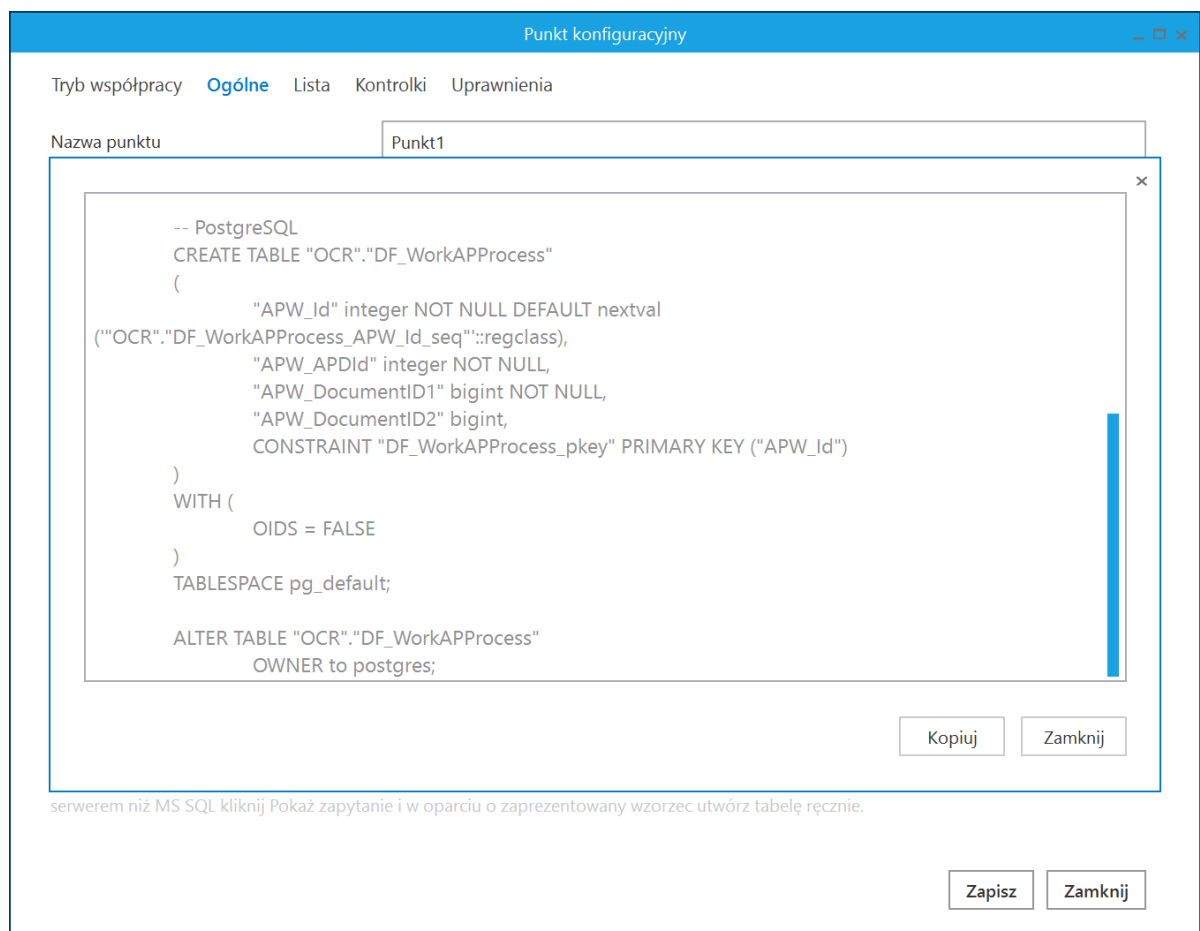 Punkt konfiguracyjny
Tryb współpracy Ogólne Lista Kontrolki Uprawnienia
Nazwa punktu Punkt1
-- PostgreSQL
CREATE TABLE "OCR"."DF_WorkAPProcess"
(
"APW_Id" integer NOT NULL DEFAULT nextval
('"OCR"."DF_WorkAPProcess_APW_Id_seq"'::regclass),
"APW_APDId" integer NOT NULL,
"APW_DocumentID1" bigint NOT NULL,
"APW_DocumentID2" bigint,
CONSTRAINT "DF_WorkAPProcess_pkey" PRIMARY KEY ("APW_Id")
)
WITH (
OIDS = FALSE
)
TABLESPACE pg_default;
ALTER TABLE "OCR"."DF_WorkAPProcess"
OWNER to postgres;
Kopiuj Zamknij
serwerem niż MS SQL kliknij Pokaż zapytanie i w oparciu o zaprezentowany wzorzec utwórz tabelę ręcznie.
Zapisz Zamknij